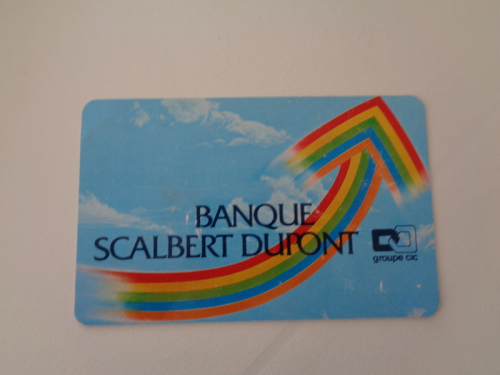 BANQUE
SCALBERT DUPONT
groupe cic